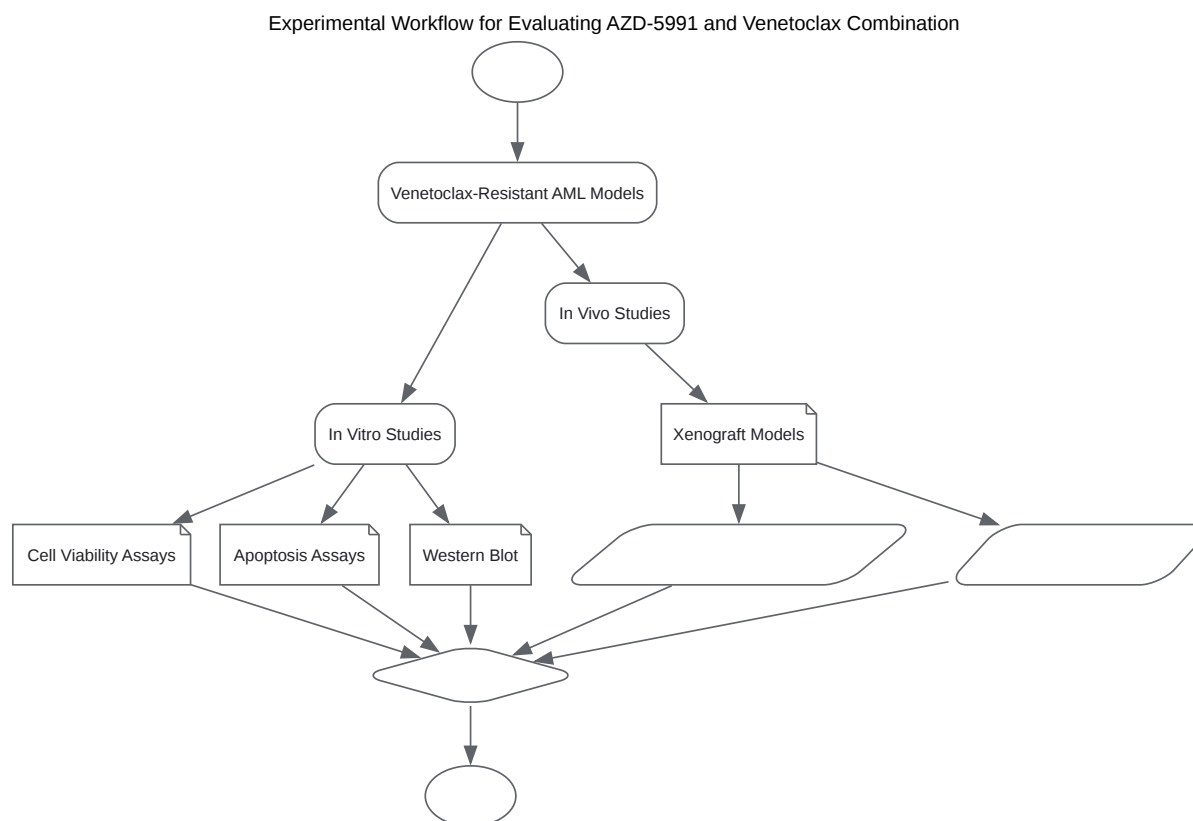 Experimental Workflow for Evaluating AZD-5991 and Venetoclax Combination
Venetoclax-Resistant AML Models
In Vivo Studies
In Vitro Studies
Xenograft Models
Cell Viability Assays
Apoptosis Assays
Western Blot